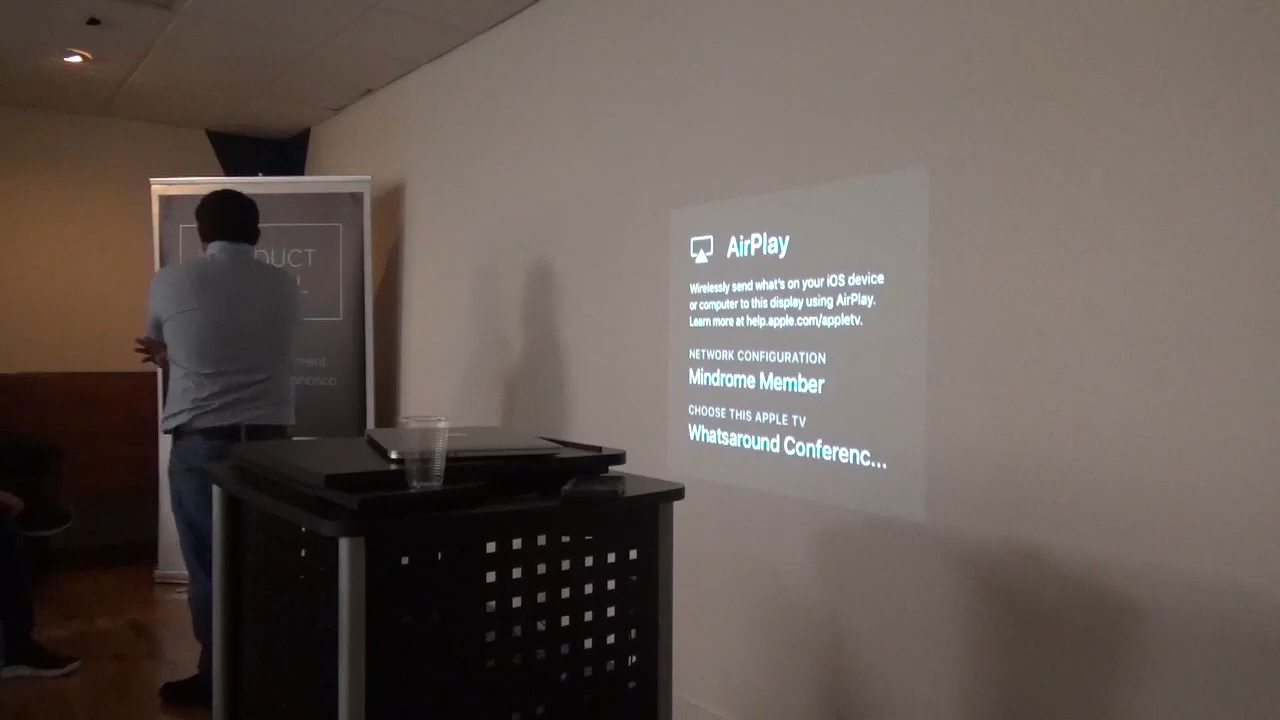 DUCT
AirPlay
Wirelessly send what's on your iOS device
or computer to this display using AirPlay.
Learn more at help.apple.com/appletv.
NETWORK CONFIGURATION
Mindrome Member
CHOOSE THIS APPLE TV
Whatsaround Conferenc...